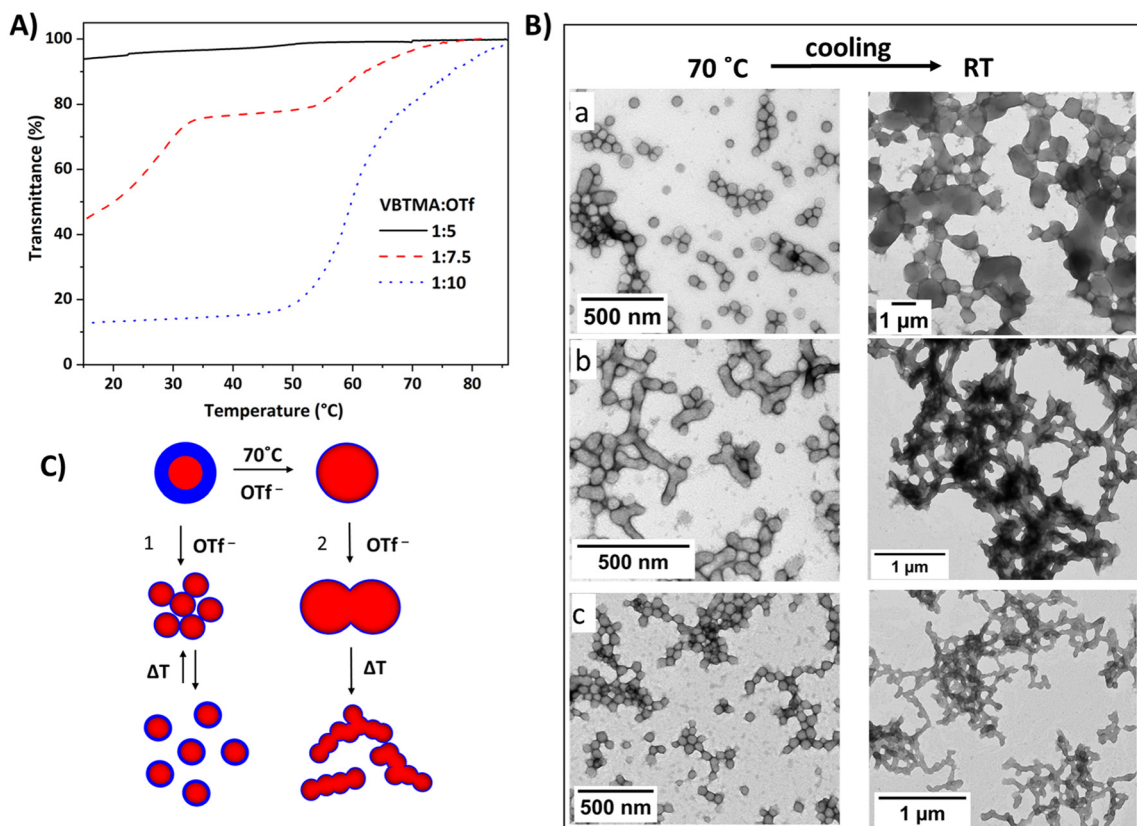 A)
Transmittance (%)
100
80
60
40
20
0
VBTMA:OTf
1:5
1:7.5
1:10
20 30 40 50 60 70 80
Temperature (°C)
B)
cooling
70 ˚C RT
a
500 nm
1 µm
b
500 nm
1 µm
c
500 nm
1 µm
C)
70˚C
OTf⁻
1 OTf⁻
2 OTf⁻
ΔT
ΔT